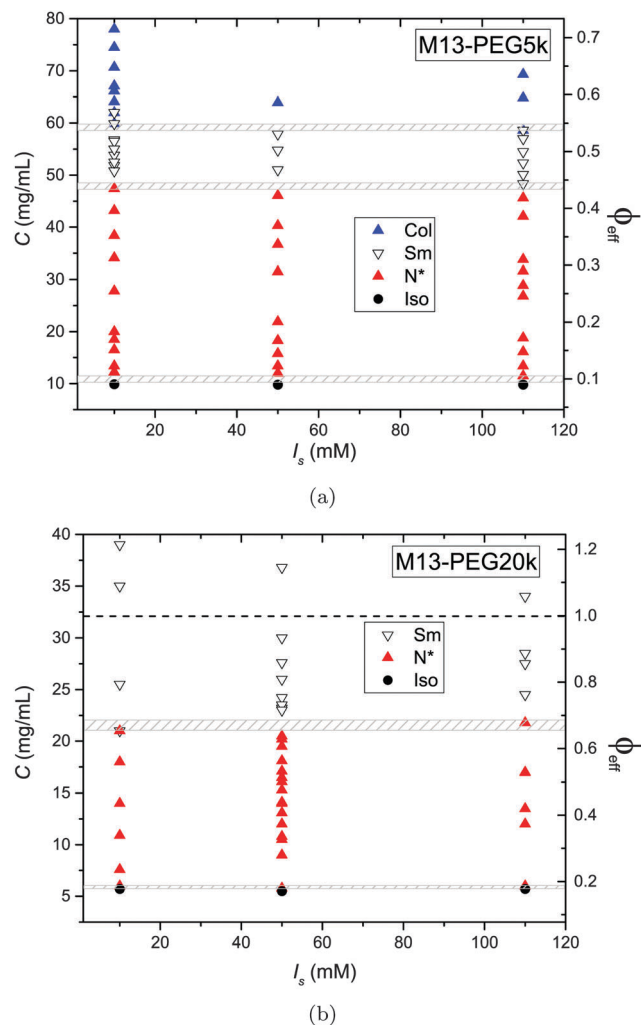 M13-PEG5k
80
70
60
50
40
30
20
10
C (mg/mL)
0.7
0.6
0.5
0.4
0.3
0.2
0.1
ϕeff
Col
Sm
N*
Iso
20 40 60 80 100 120
Is (mM)
(a)
M13-PEG20k
40
35
30
25
20
15
10
5
C (mg/mL)
1.2
1.0
0.8
0.6
0.4
0.2
ϕeff
Sm
N*
Iso
20 40 60 80 100 120
Is (mM)
(b)